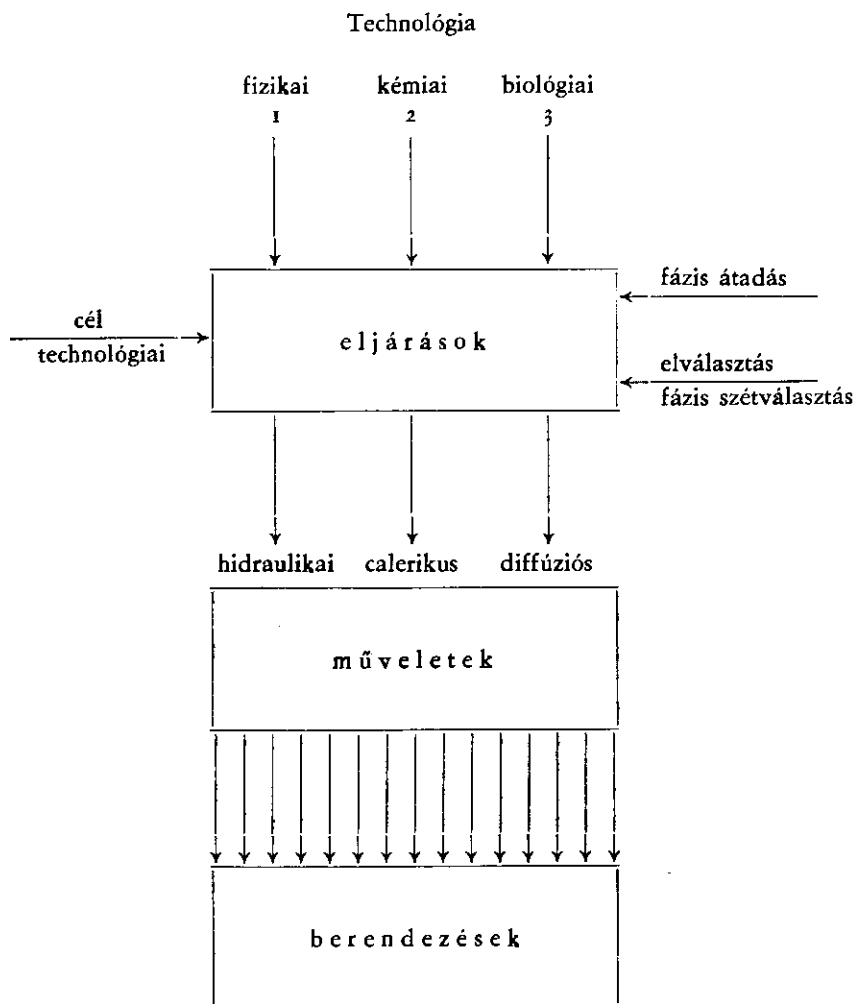 Technológia
fizikai kémiai biológiai
1 2 3
fázis átadás
cél
technológiai
eljárások
elválasztás
fázis szétválasztás
hidraulikai calerikus diffúziós
műveletek
berendezések